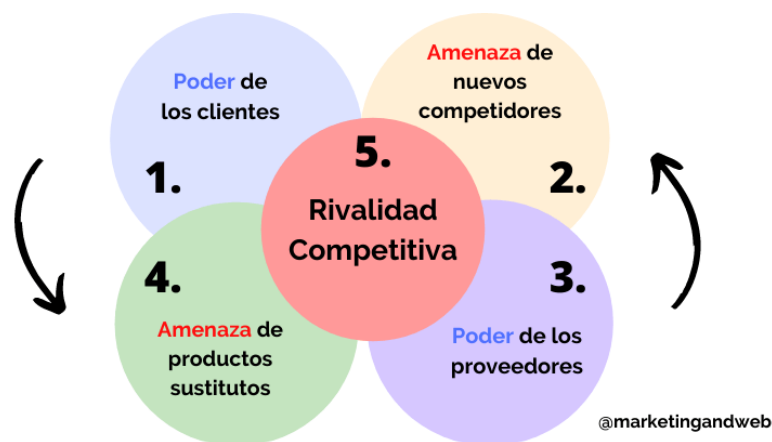 Poder de
los clientes
1.
Amenaza de
nuevos
competidores
2.
3.
Poder de los
proveedores
4.
Amenaza de
productos
sustitutos
5.
Rivalidad
Competitiva
@marketingandweb